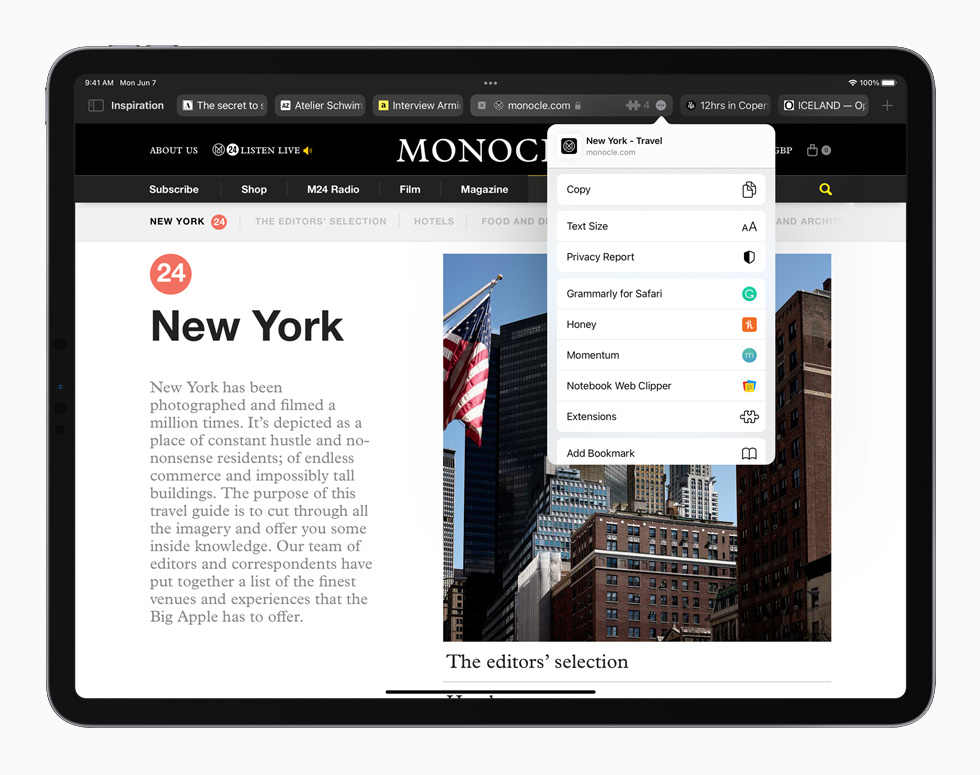 9:41 AM Mon Jun 7
100%
Inspiration
The secret to s
AZ Atelier Schwim
a Interview Armi
monocle.com
4
12hrs in Copen
ICELAND — Op
ABOUT US
24 LISTEN LIVE
MONOCL
GBP
0
Subscribe
Shop
M24 Radio
Film
Magazine
NEW YORK 24
THE EDITORS' SELECTION
HOTELS
FOOD AND D
AND ARCHIT
New York - Travel
monocle.com
Copy
Text Size AA
Privacy Report
Grammarly for Safari
Honey
Momentum m
Notebook Web Clipper
Extensions
Add Bookmark
24
New York
New York has been
photographed and filmed a
million times. It’s depicted as a
place of constant hustle and no-
nonsense residents; of endless
commerce and impossibly tall
buildings. The purpose of this
travel guide is to cut through all
the imagery and offer you some
inside knowledge. Our team of
editors and correspondents have
put together a list of the finest
venues and experiences that the
Big Apple has to offer.
The editors’ selection